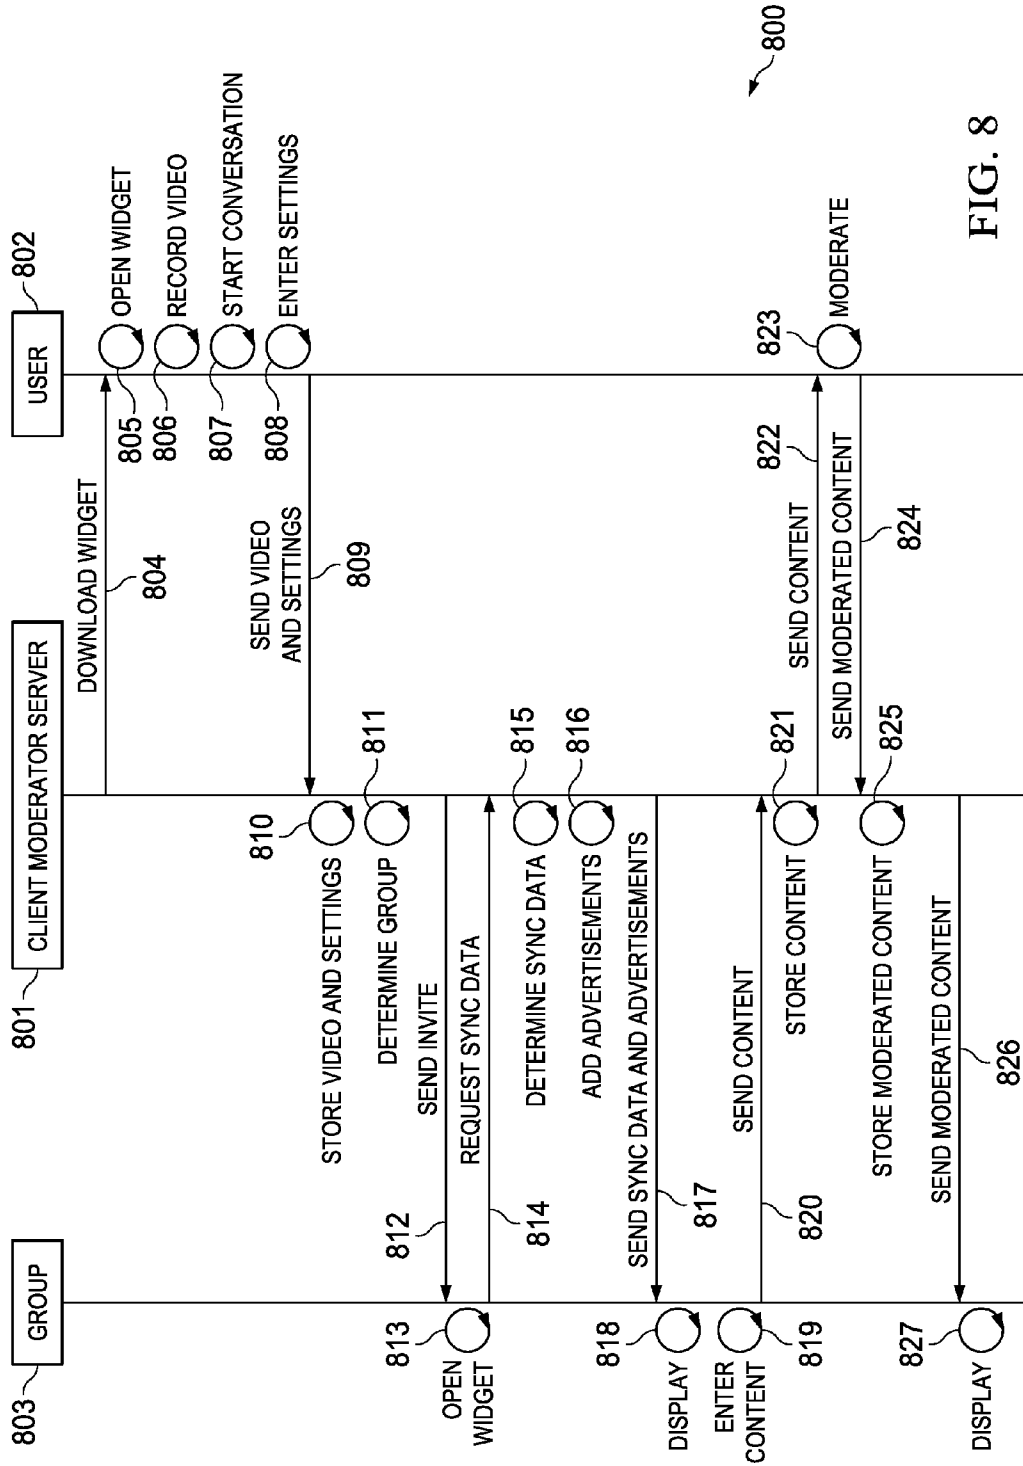 GROUP
803
CLIENT MODERATOR SERVER
801
USER
802
DOWNLOAD WIDGET
804
805
OPEN WIDGET
806
RECORD VIDEO
807
START CONVERSATION
808
ENTER SETTINGS
SEND VIDEO
AND SETTINGS
809
810
STORE VIDEO AND SETTINGS
811
DETERMINE GROUP
SEND INVITE
812
813
OPEN
WIDGET
REQUEST SYNC DATA
814
815
DETERMINE SYNC DATA
816
ADD ADVERTISEMENTS
SEND SYNC DATA AND ADVERTISEMENTS
817
818
DISPLAY
819
ENTER
CONTENT
SEND CONTENT
820
821
STORE CONTENT
SEND CONTENT
822
823
MODERATE
SEND MODERATED CONTENT
824
825
STORE MODERATED CONTENT
SEND MODERATED CONTENT
826
827
DISPLAY
800
FIG. 8